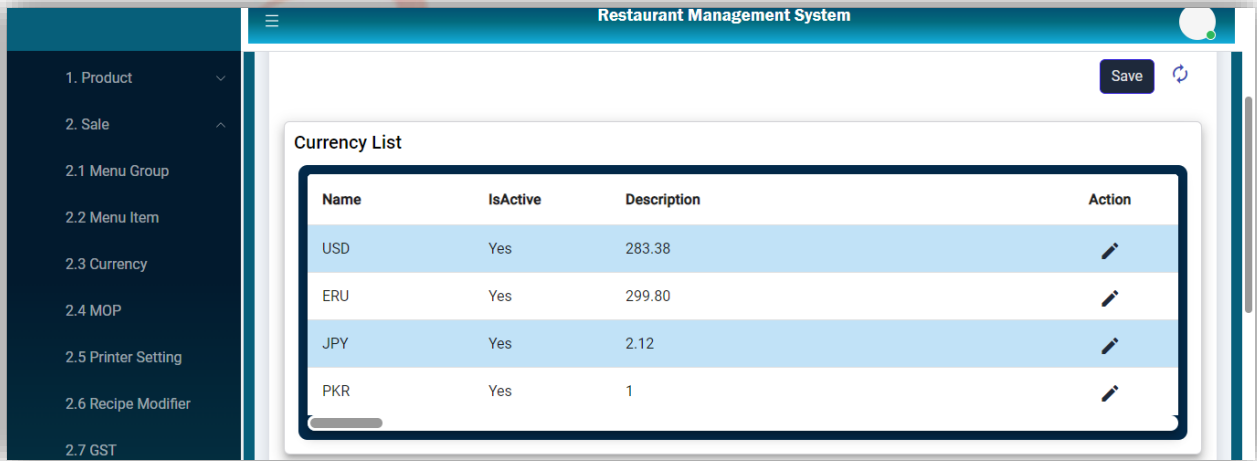 Restaurant Management System
1. Product
2. Sale
2.1 Menu Group
2.2 Menu Item
2.3 Currency
2.4 MOP
2.5 Printer Setting
2.6 Recipe Modifier
2.7 GST
Save
Currency List
Name IsActive Description Action
USD Yes 283.38
ERU Yes 299.80
JPY Yes 2.12
PKR Yes 1